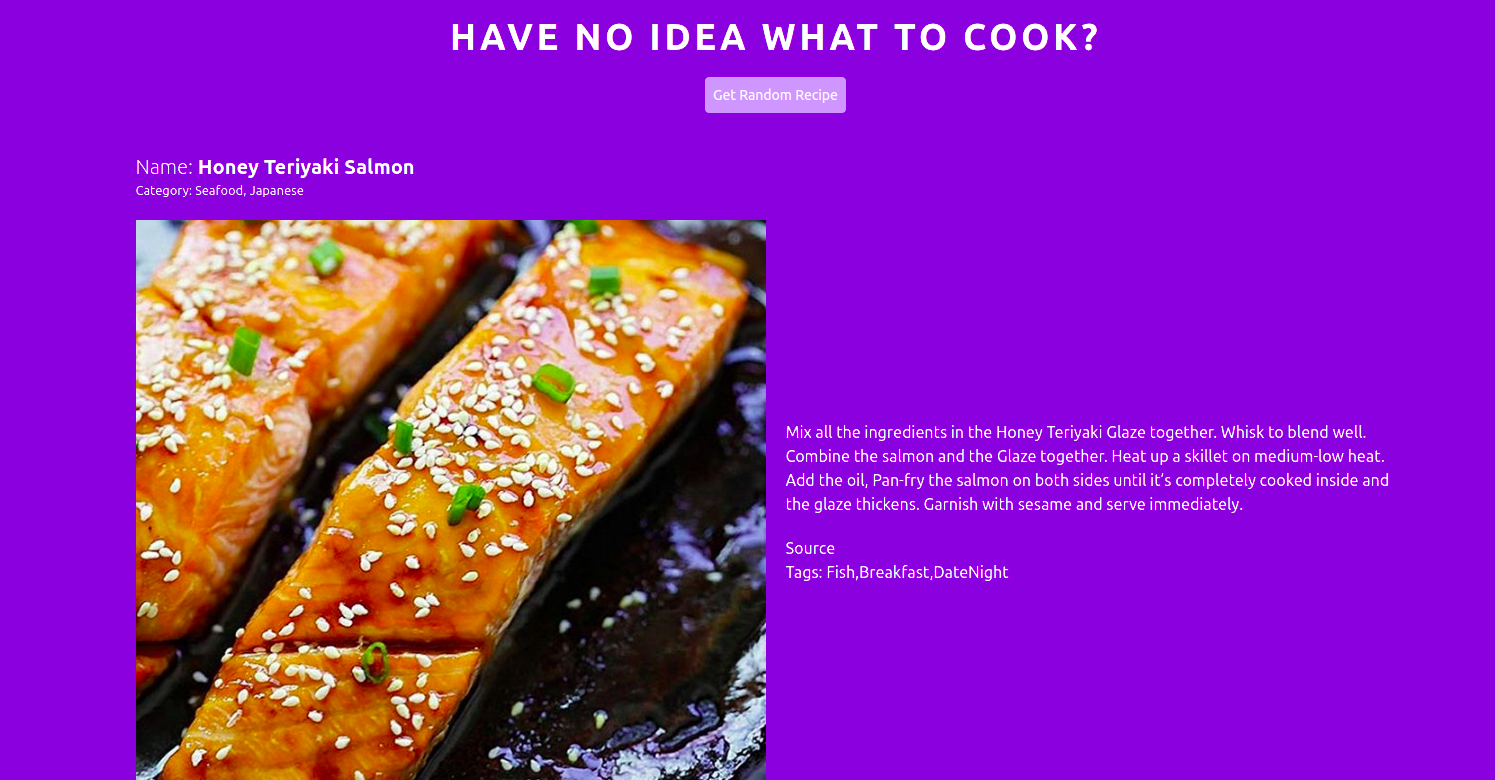 HAVE NO IDEA WHAT TO COOK?
Get Random Recipe
Name: Honey Teriyaki Salmon
Category: Seafood, Japanese
Mix all the ingredients in the Honey Teriyaki Glaze together. Whisk to blend well.
Combine the salmon and the Glaze together. Heat up a skillet on medium-low heat.
Add the oil, Pan-fry the salmon on both sides until it’s completely cooked inside and
the glaze thickens. Garnish with sesame and serve immediately.
Source
Tags: Fish,Breakfast,DateNight